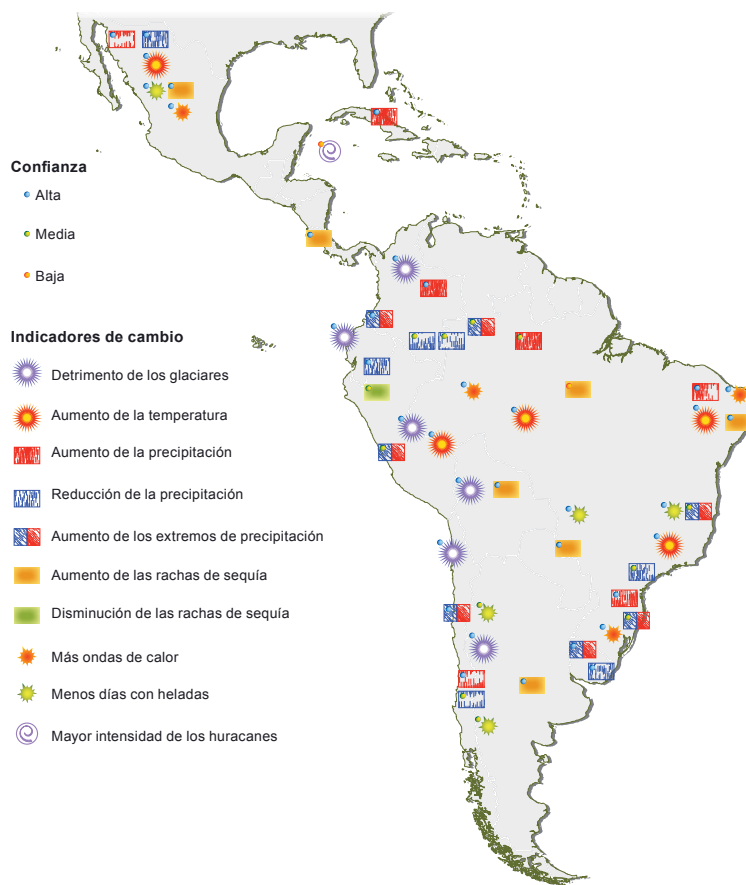 Confianza
Alta
Media
Baja
Indicadores de cambio
Detrimento de los glaciares
Aumento de la temperatura
Aumento de la precipitación
Reducción de la precipitación
Aumento de los extremos de precipitación
Aumento de las rachas de sequía
Disminución de las rachas de sequía
Más ondas de calor
Menos días con heladas
Mayor intensidad de los huracanes